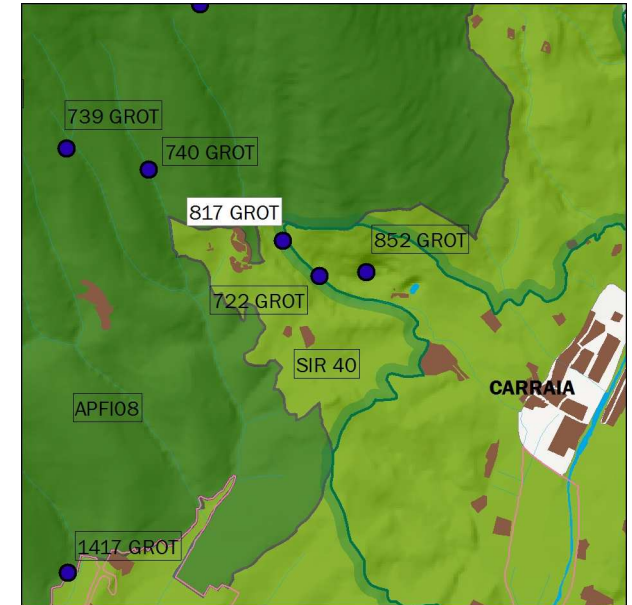 739 GROT
740 GROT
817 GROT
852 GROT
722 GROT
SIR 40
CARRAIA
APFI08
1417 GROT